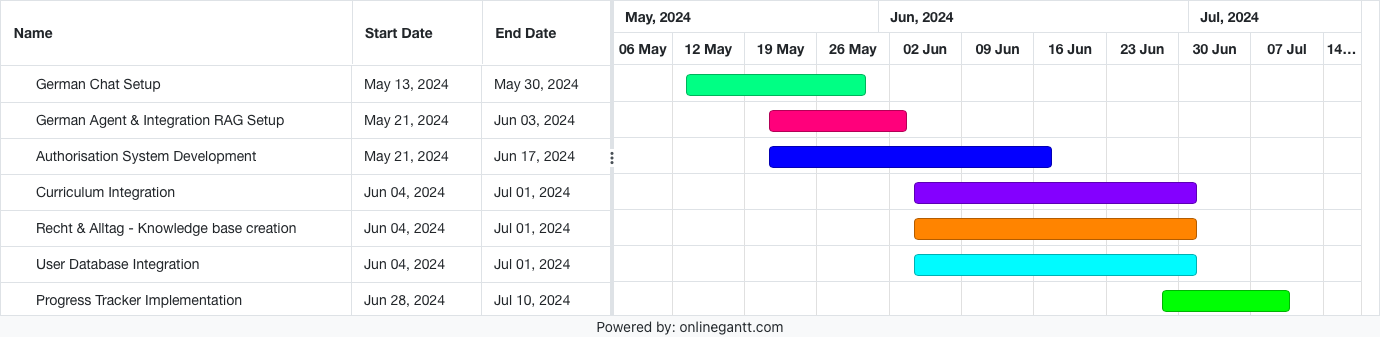 Name Start Date End Date May, 2024 Jun, 2024 Jul, 2024
06 May 12 May 19 May 26 May 02 Jun 09 Jun 16 Jun 23 Jun 30 Jun 07 Jul 14...
German Chat Setup May 13, 2024 May 30, 2024
German Agent & Integration RAG Setup May 21, 2024 Jun 03, 2024
Authorisation System Development May 21, 2024 Jun 17, 2024
Curriculum Integration Jun 04, 2024 Jul 01, 2024
Recht & Alltag - Knowledge base creation Jun 04, 2024 Jul 01, 2024
User Database Integration Jun 04, 2024 Jul 01, 2024
Progress Tracker Implementation Jun 28, 2024 Jul 10, 2024
Powered by: onlinegantt.com